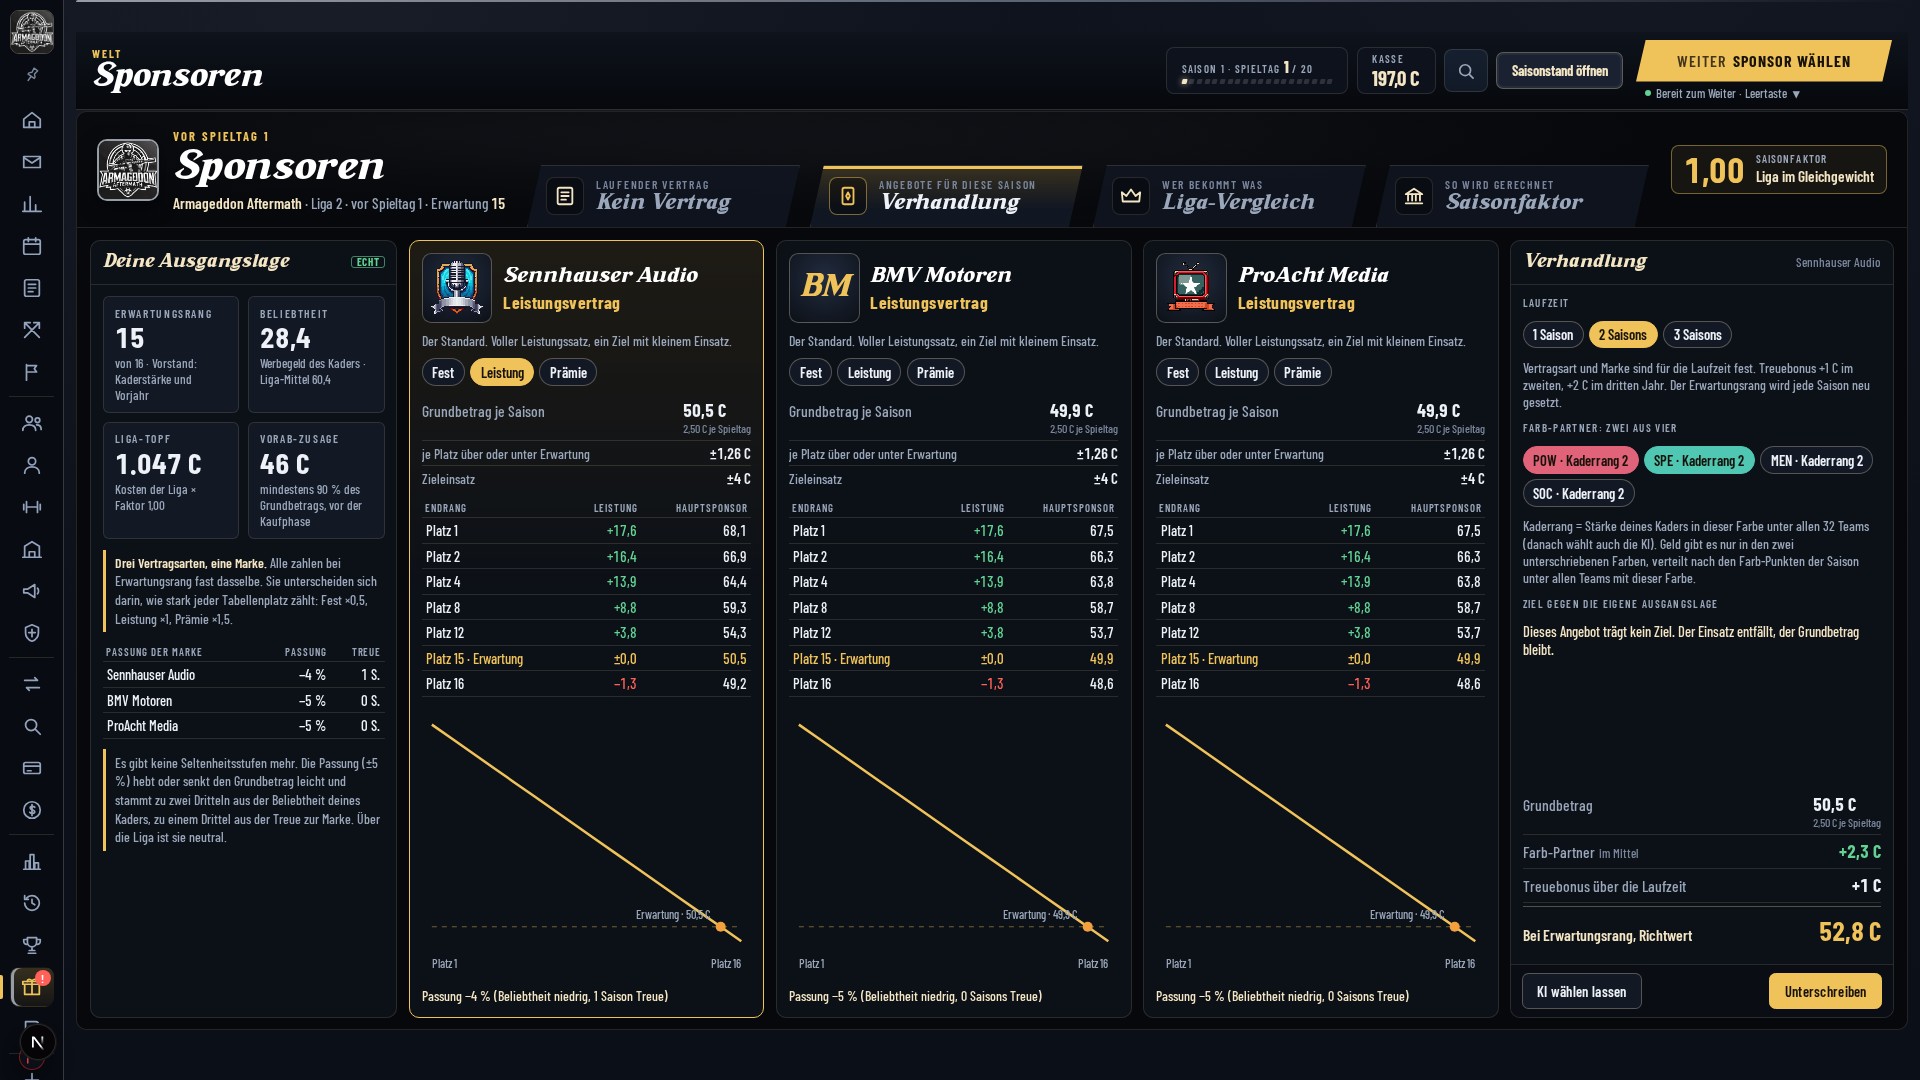 WELT
Sponsoren
SAISON 1 · SPIELTAG 1 / 20
KASSE
197,0 C
Saisonstand öffnen
WEITER SPONSOR WÄHLEN
Bereit zum Weiter · Leertaste ▼
VOR SPIELTAG 1
Sponsoren
Armageddon Aftermath · Liga 2 · vor Spieltag 1 · Erwartung 15
LAUFENDER VERTRAG
Kein Vertrag
ANGEBOTE FÜR DIESE SAISON
Verhandlung
WER BEKOMMT WAS
Liga-Vergleich
SO WIRD GERECHNET
Saisonfaktor
1,00
SAISONFAKTOR
Liga im Gleichgewicht
Deine Ausgangslage
ECHT
ERWARTUNGSRANG
15
von 16 · Vorstand:
Kaderstärke und
Vorjahr
BELIEBTHEIT
28,4
Werbegeld des Kaders ·
Liga-Mittel 60,4
LIGA-TOPF
1.047 C
Kosten der Liga ×
Faktor 1,00
VORAB-ZUSAGE
46 C
mindestens 90 % des
Grundbetrags, vor der
Kaufphase
Drei Vertragsarten, eine Marke. Alle zahlen bei
Erwartungsrang fast dasselbe. Sie unterscheiden sich
darin, wie stark jeder Tabellenplatz zählt: Fest ×0,5,
Leistung ×1, Prämie ×1,5.
PASSUNG DER MARKE PASSUNG TREUE
Sennhauser Audio −4 % 1 S.
BMV Motoren −5 % 0 S.
ProAcht Media −5 % 0 S.
Es gibt keine Seltenheitsstufen mehr. Die Passung (±5
%) hebt oder senkt den Grundbetrag leicht und
stammt zu zwei Dritteln aus der Beliebtheit deines
Kaders, zu einem Drittel aus der Treue zur Marke. Über
die Liga ist sie neutral.
Sennhauser Audio
Leistungsvertrag
Der Standard. Voller Leistungssatz, ein Ziel mit kleinem Einsatz.
Fest Leistung Prämie
Grundbetrag je Saison 50,5 C
2,50 C je Spieltag
je Platz über oder unter Erwartung ±1,26 C
Zieleinsatz ±4 C
ENDRANG LEISTUNG HAUPTSPONSOR
Platz 1 +17,6 68,1
Platz 2 +16,4 66,9
Platz 4 +13,9 64,4
Platz 8 +8,8 59,3
Platz 12 +3,8 54,3
Platz 15 · Erwartung ±0,0 50,5
Platz 16 −1,3 49,2
Erwartung · 50,5 C
Platz 1 Platz 16
Passung −4 % (Beliebtheit niedrig, 1 Saison Treue)
BM
BMV Motoren
Leistungsvertrag
Der Standard. Voller Leistungssatz, ein Ziel mit kleinem Einsatz.
Fest Leistung Prämie
Grundbetrag je Saison 49,9 C
2,50 C je Spieltag
je Platz über oder unter Erwartung ±1,26 C
Zieleinsatz ±4 C
ENDRANG LEISTUNG HAUPTSPONSOR
Platz 1 +17,6 67,5
Platz 2 +16,4 66,3
Platz 4 +13,9 63,8
Platz 8 +8,8 58,7
Platz 12 +3,8 53,7
Platz 15 · Erwartung ±0,0 49,9
Platz 16 −1,3 48,6
Erwartung · 49,9 C
Platz 1 Platz 16
Passung −5 % (Beliebtheit niedrig, 0 Saisons Treue)
ProAcht Media
Leistungsvertrag
Der Standard. Voller Leistungssatz, ein Ziel mit kleinem Einsatz.
Fest Leistung Prämie
Grundbetrag je Saison 49,9 C
2,50 C je Spieltag
je Platz über oder unter Erwartung ±1,26 C
Zieleinsatz ±4 C
ENDRANG LEISTUNG HAUPTSPONSOR
Platz 1 +17,6 67,5
Platz 2 +16,4 66,3
Platz 4 +13,9 63,8
Platz 8 +8,8 58,7
Platz 12 +3,8 53,7
Platz 15 · Erwartung ±0,0 49,9
Platz 16 −1,3 48,6
Erwartung · 49,9 C
Platz 1 Platz 16
Passung −5 % (Beliebtheit niedrig, 0 Saisons Treue)
Verhandlung
Sennhauser Audio
LAUFZEIT
1 Saison 2 Saisons 3 Saisons
Vertragsart und Marke sind für die Laufzeit fest. Treuebonus +1 C im
zweiten, +2 C im dritten Jahr. Der Erwartungsrang wird jede Saison neu
gesetzt.
FARB-PARTNER: ZWEI AUS VIER
POW · Kaderrang 2 SPE · Kaderrang 2 MEN · Kaderrang 2
SOC · Kaderrang 2
Kaderrang = Stärke deines Kaders in dieser Farbe unter allen 32 Teams
(danach wählt auch die KI). Geld gibt es nur in den zwei
unterschriebenen Farben, verteilt nach den Farb-Punkten der Saison
unter allen Teams mit dieser Farbe.
ZIEL GEGEN DIE EIGENE AUSGANGSLAGE
Dieses Angebot trägt kein Ziel. Der Einsatz entfällt, der Grundbetrag
bleibt.
Grundbetrag 50,5 C
2,50 C je Spieltag
Farb-Partner im Mittel +2,3 C
Treuebonus über die Laufzeit +1 C
Bei Erwartungsrang, Richtwert 52,8 C
KI wählen lassen
Unterschreiben
!
N